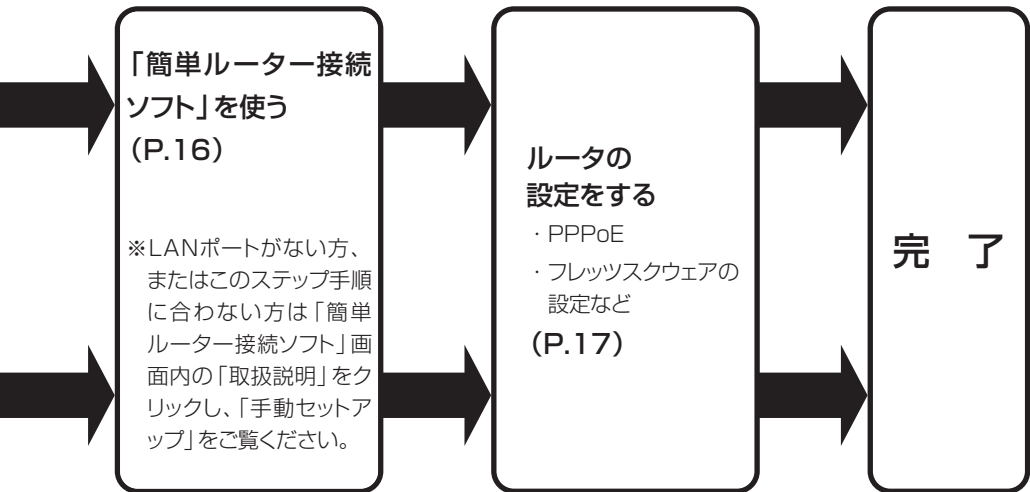 「簡単ルーター接続
ソフト」を使う
（P.16）
※LANポートがない方、
またはこのステップ手順
に合わない方は「簡単
ルーター接続ソフト」画
面内の「取扱説明」をク
リックし、「手動セットア
ップ」をご覧ください。
ルータの
設定をする
・PPPoE
・フレッツスクウェアの
設定など
（P.17）
完　了